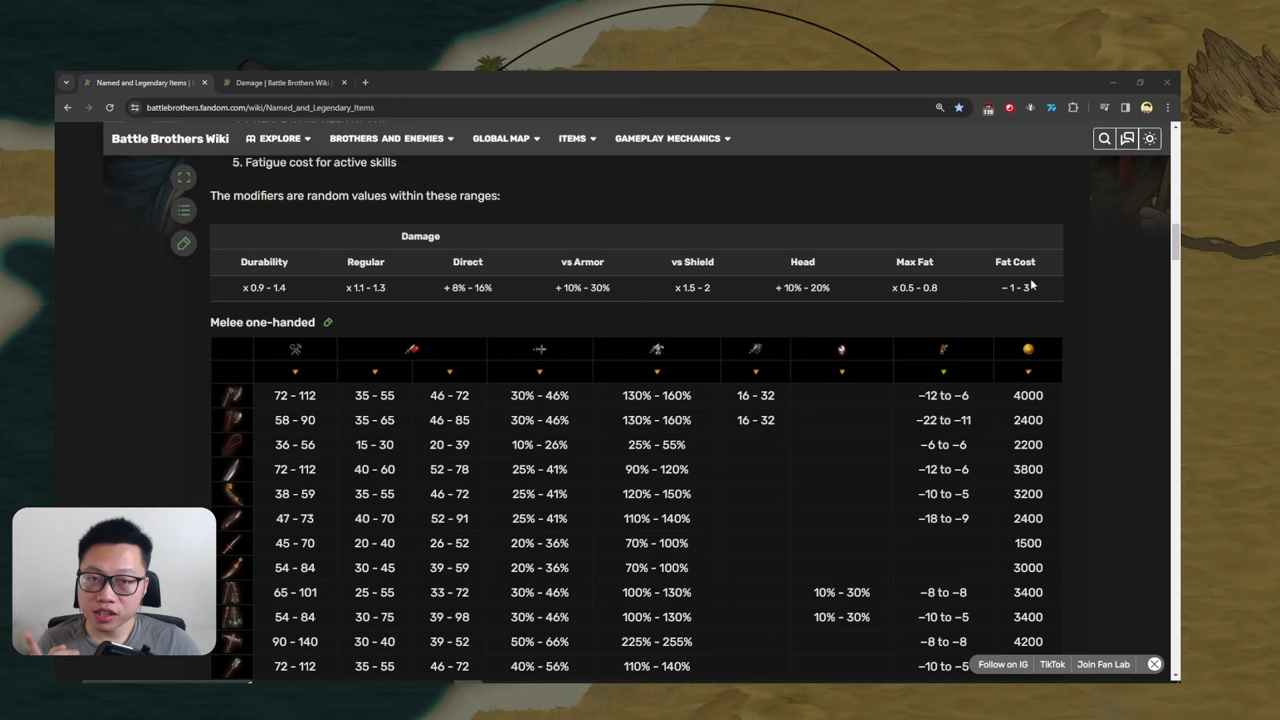 Named and Legendary Items |
Damage | Battle Brothers Wiki
battlebrothers.fandom.com/wiki/Named_and_Legendary_Items
119
Battle Brothers Wiki
EXPLORE
BROTHERS AND ENEMIES
GLOBAL MAP
ITEMS
GAMEPLAY MECHANICS
5. Fatigue cost for active skills
The modifiers are random values within these ranges:
Damage
Durability Regular Direct vs Armor vs Shield Head Max Fat Fat Cost
x 0.9 - 1.4 x 1.1 - 1.3 + 8% - 16% + 10% - 30% x 1.5 - 2 + 10% - 20% x 0.5 - 0.8 − 1 - 3
Melee one-handed
72 - 112 35 - 55 46 - 72 30% - 46% 130% - 160% 16 - 32 −12 to −6 4000
58 - 90 35 - 65 46 - 85 30% - 46% 130% - 160% 16 - 32 −22 to −11 2400
36 - 56 15 - 30 20 - 39 10% - 26% 25% - 55% −6 to −6 2200
72 - 112 40 - 60 52 - 78 25% - 41% 90% - 120% −12 to −6 3800
38 - 59 35 - 55 46 - 72 25% - 41% 120% - 150% −10 to −5 3200
47 - 73 40 - 70 52 - 91 25% - 41% 110% - 140% −18 to −9 2400
45 - 70 20 - 40 26 - 52 20% - 36% 70% - 100% 1500
54 - 84 30 - 45 39 - 59 20% - 36% 70% - 100% 3000
65 - 101 25 - 55 33 - 72 30% - 46% 100% - 130% 10% - 30% −8 to −8 3400
54 - 84 30 - 75 39 - 98 30% - 46% 100% - 130% 10% - 30% −10 to −5 3400
90 - 140 30 - 40 39 - 52 50% - 66% 225% - 255% −8 to −8 4200
72 - 112 35 - 55 46 - 72 40% - 56% 110% - 140% −10 to −5
Follow on IG TikTok Join Fan Lab